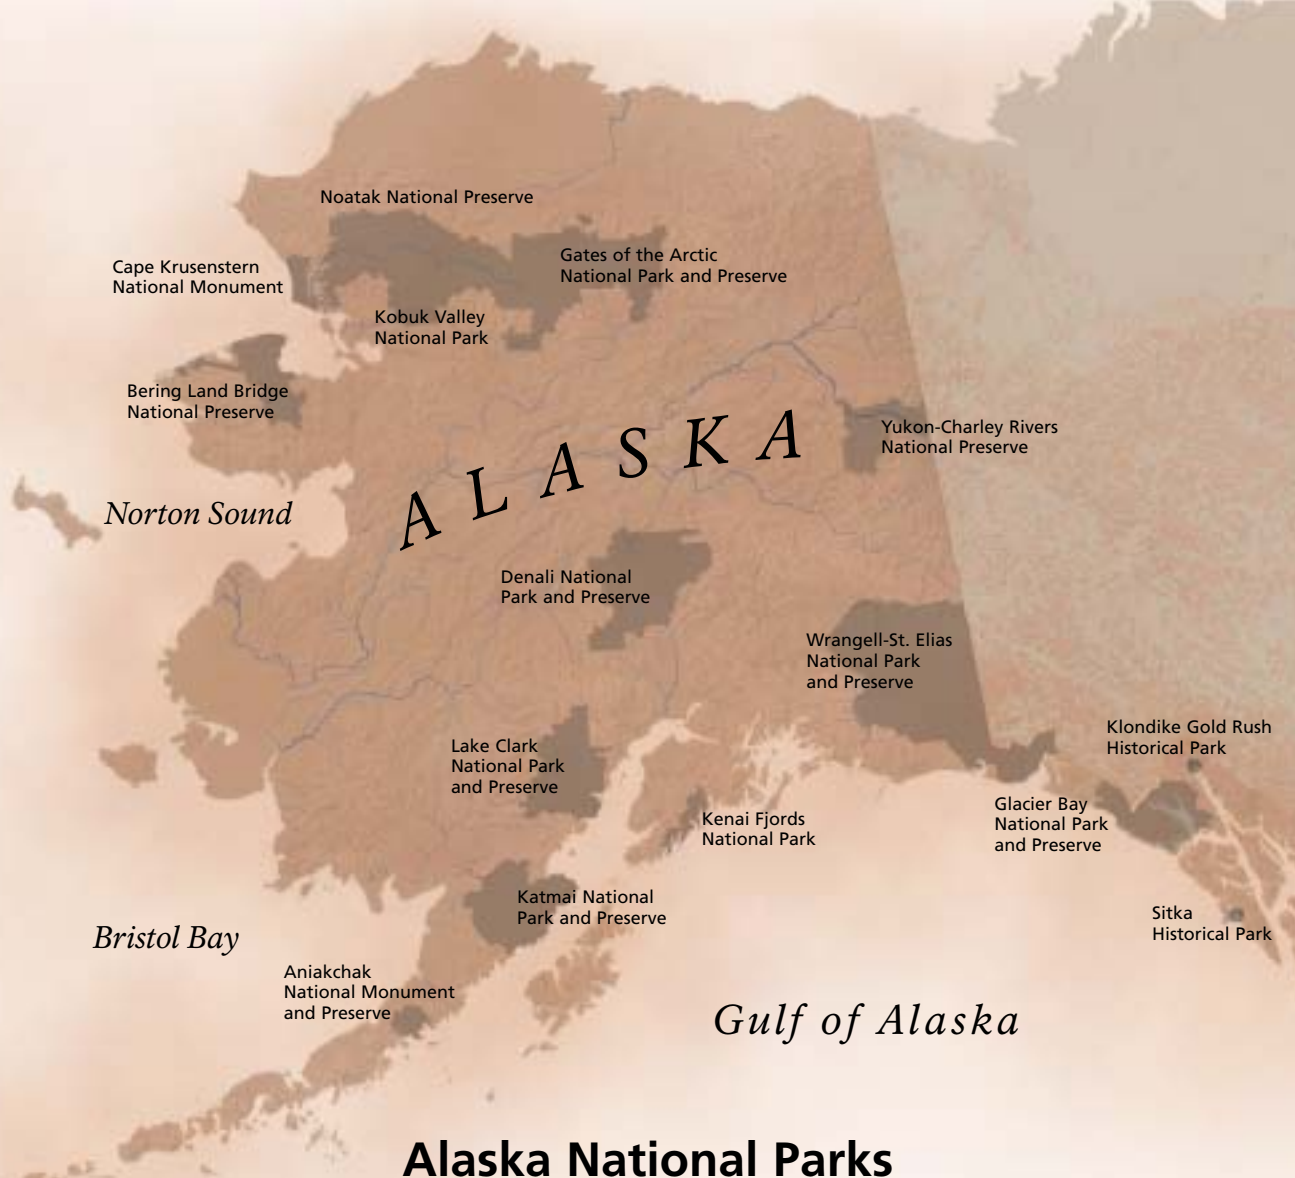 Noatak National Preserve
Gates of the Arctic
National Park and Preserve
Cape Krusenstern
National Monument
Kobuk Valley
National Park
Bering Land Bridge
National Preserve
ALASKA
Yukon-Charley Rivers
National Preserve
Norton Sound
Denali National
Park and Preserve
Wrangell-St. Elias
National Park
and Preserve
Klondike Gold Rush
Historical Park
Lake Clark
National Park
and Preserve
Glacier Bay
National Park
and Preserve
Kenai Fjords
National Park
Katmai National
Park and Preserve
Sitka
Historical Park
Bristol Bay
Aniakchak
National Monument
and Preserve
Gulf of Alaska
Alaska National Parks